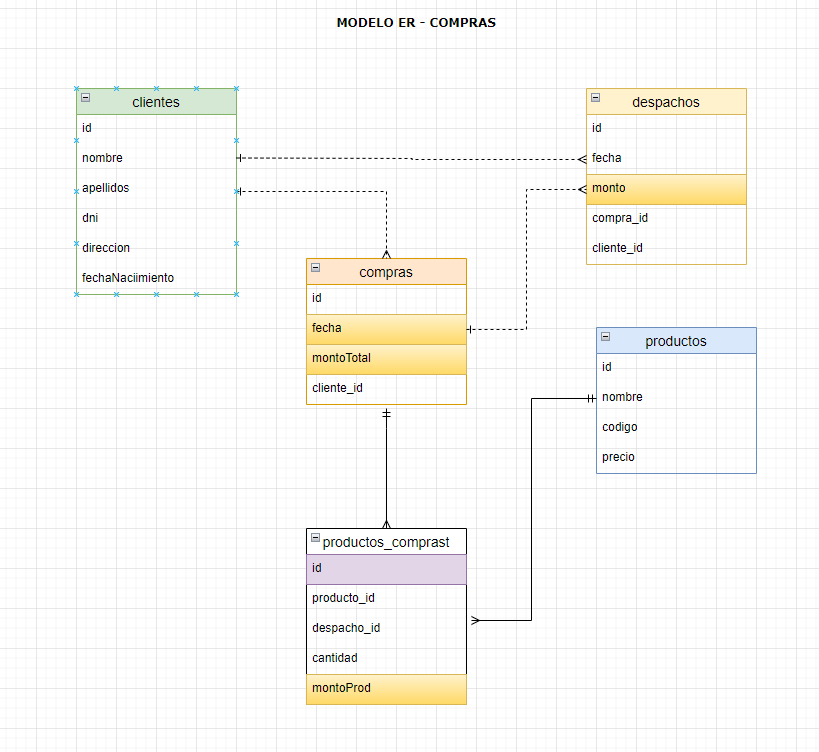 MODELO ER - COMPRAS
clientes
id
nombre
apellidos
dni
direccion
fechaNaciimiento
despachos
id
fecha
monto
compra_id
cliente_id
compras
id
fecha
montoTotal
cliente_id
productos
id
nombre
codigo
precio
productos_comprast
id
producto_id
despacho_id
cantidad
montoProd